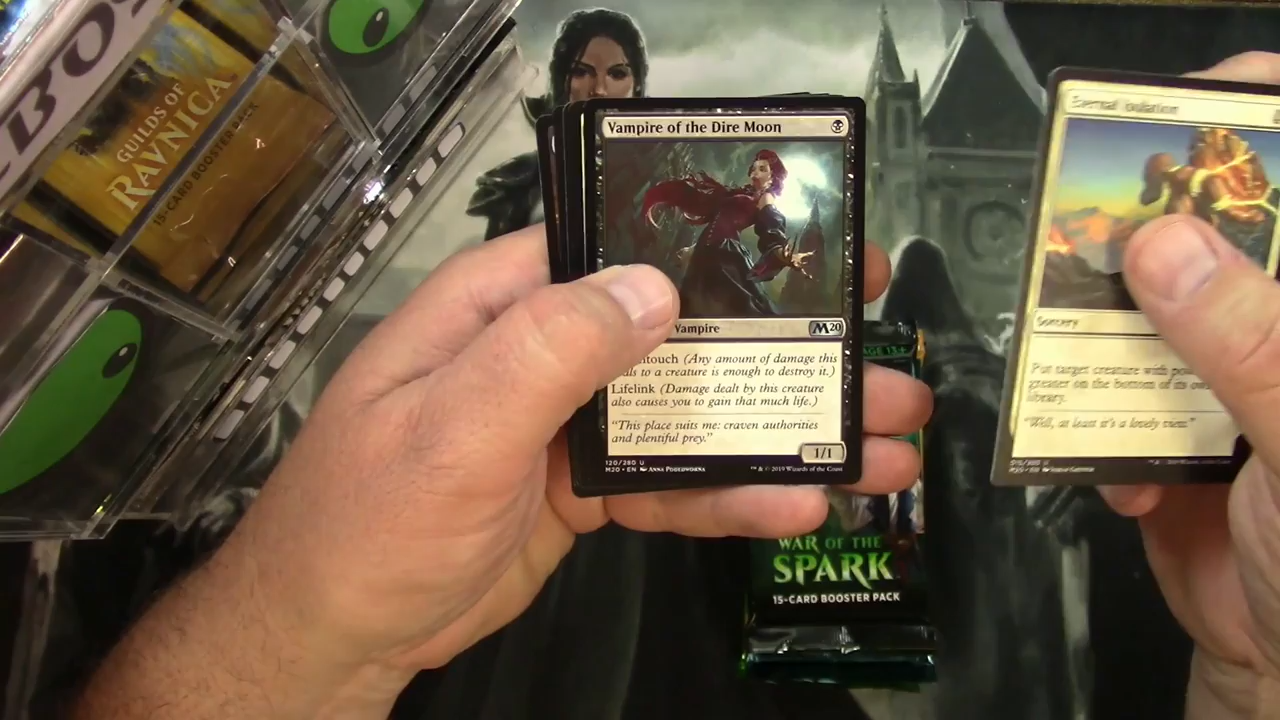 GUILDS OF
RAVNICA
15-CARD BOOSTER PACK
Vampire of the Dire Moon
Vampire
M20
ntouch (Any amount of damage this
ls to a creature is enough to destroy it.)
Lifelink (Damage dealt by this creature
also causes you to gain that much life.)
"This place suits me: craven authorities
and plentiful prey."
1/1
120/280 U
M20 • EN ANNA PODEDWORNA
™ & © 2019 Wizards of the Coast
Eternal Isolation
Sorcery
Put target creature with po
greater on the bottom of its ow
library.
"Well, at least it's a lovely view."
AGE 13+
WAR OF THE
SPARK
15-CARD BOOSTER PACK